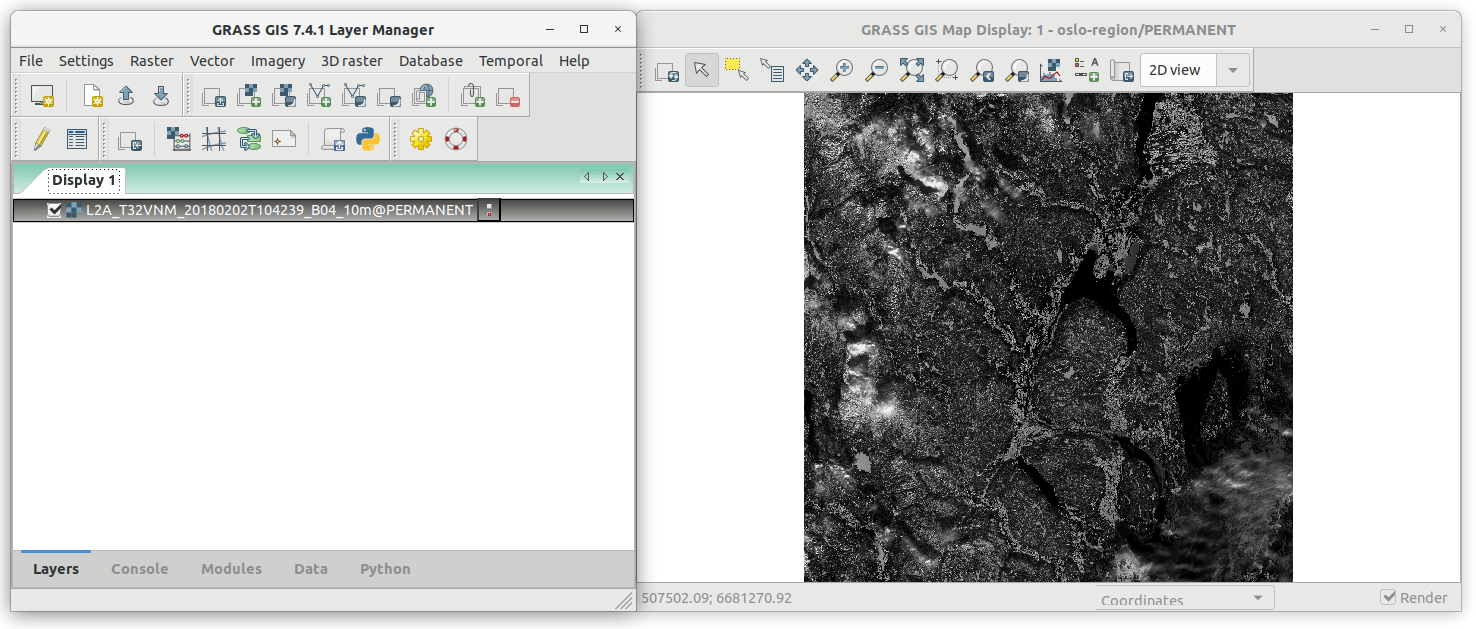 GRASS GIS 7.4.1 Layer Manager
File Settings Raster Vector Imagery 3D raster Database Temporal Help
Display 1
L2A_T32VNM_20180202T104239_B04_10m@PERMANENT
Layers Console Modules Data Python
GRASS GIS Map Display: 1 - oslo-region/PERMANENT
A
2D view
507502.09; 6681270.92
Coordinates
Render